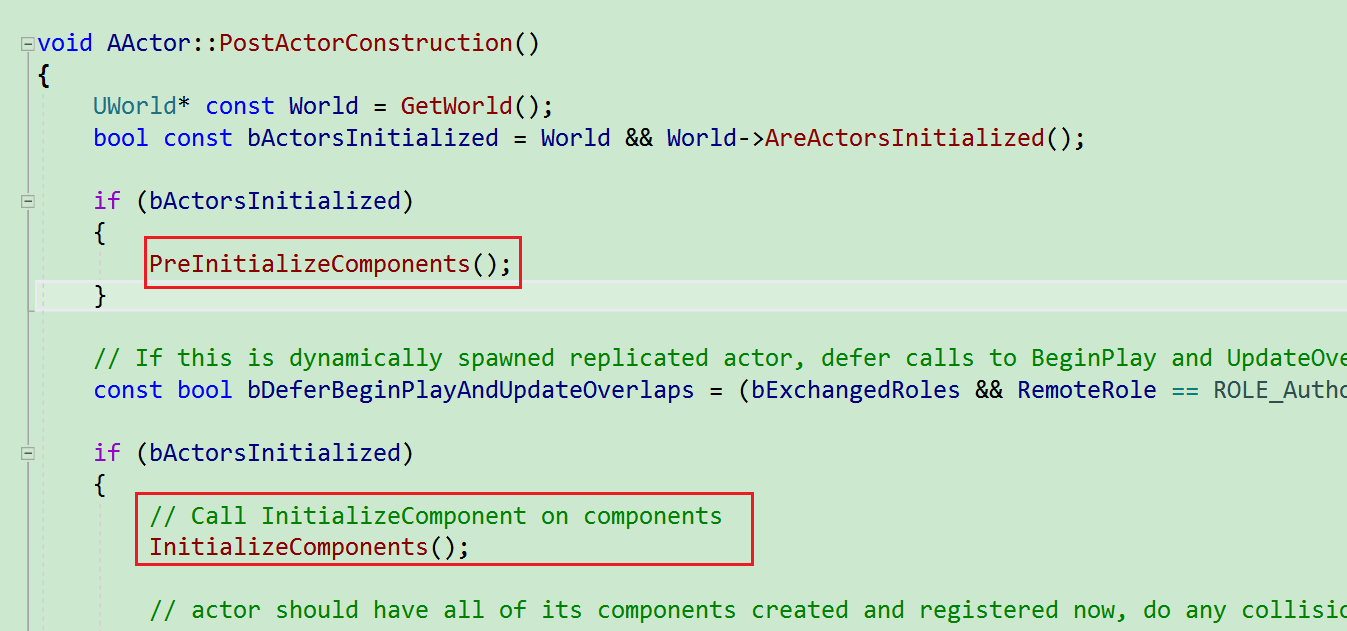 void AActor::PostActorConstruction()
{
UWorld* const World = GetWorld();
bool const bActorsInitialized = World && World->AreActorsInitialized();
if (bActorsInitialized)
{
PreInitializeComponents();
}
// If this is dynamically spawned replicated actor, defer calls to BeginPlay and UpdateOve
const bool bDeferBeginPlayAndUpdateOverlaps = (bExchangedRoles && RemoteRole == ROLE_Autho
if (bActorsInitialized)
{
// Call InitializeComponent on components
InitializeComponents();
// actor should have all of its components created and registered now, do any collisio